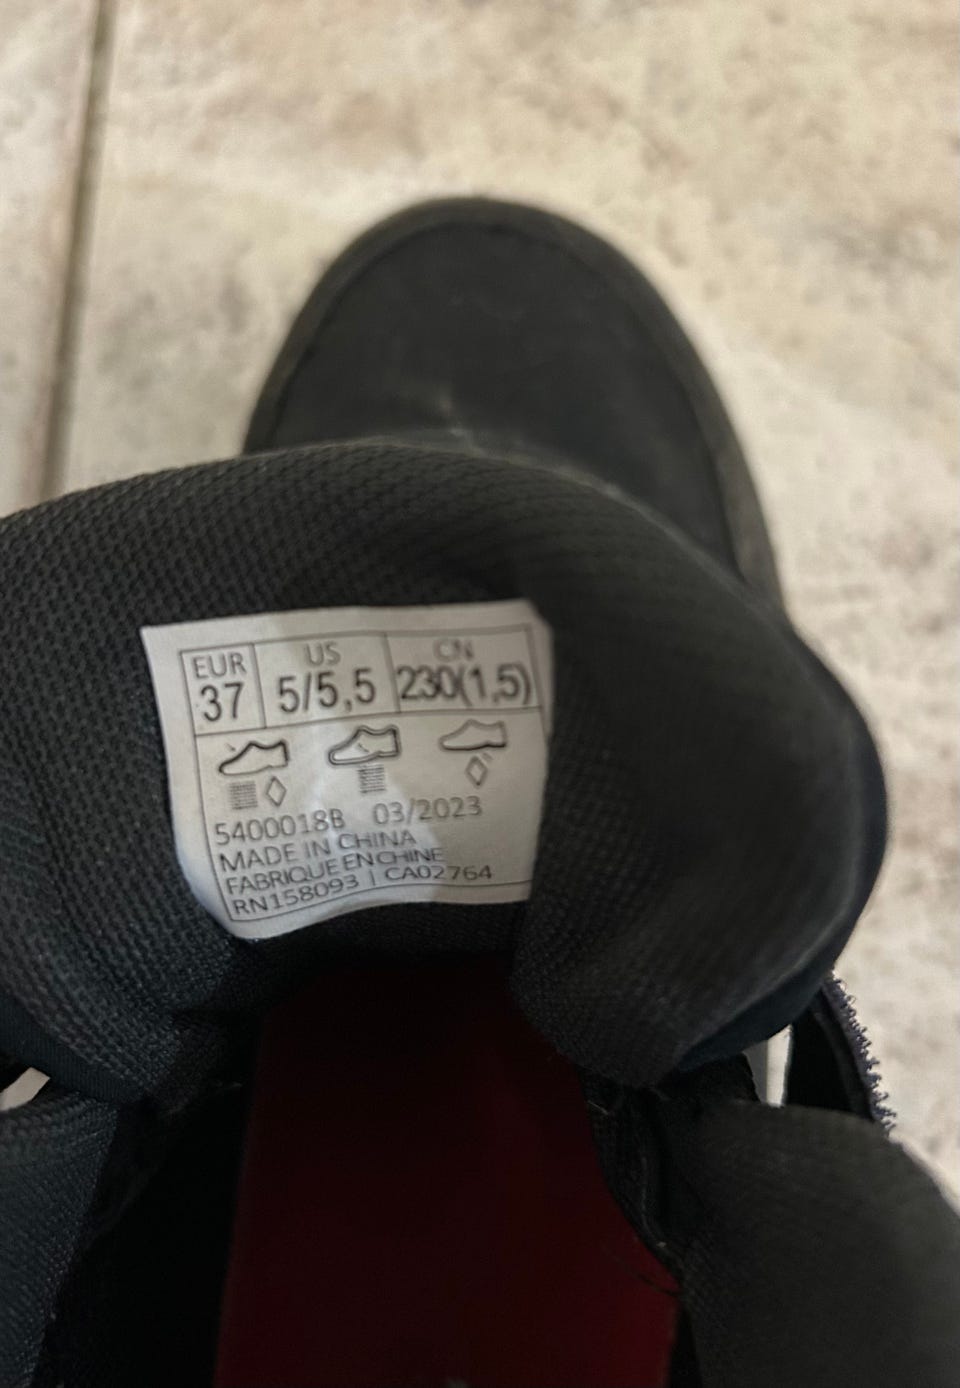 EUR US CN
37 5/5,5 230(1,5)
5400018B 03/2023
MADE IN CHINA
FABRIQUE EN CHINE
RN158093 | CA02764